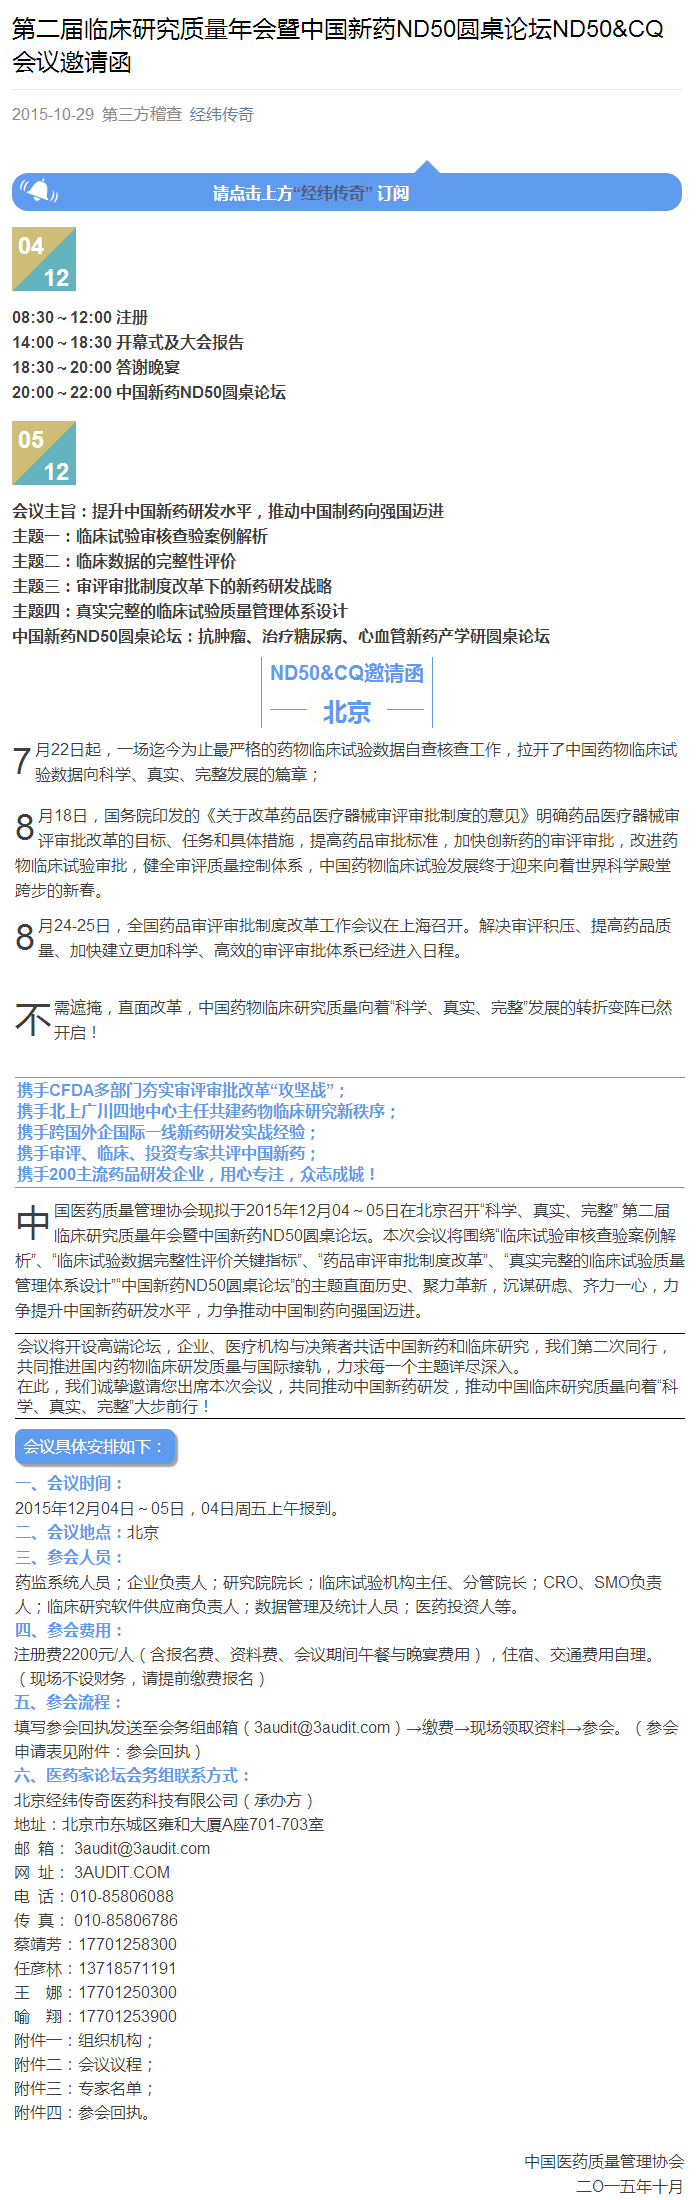 第二届临床研究质量年会暨中国新药ND50圆桌论坛ND50&CQ
会议邀请函
2015-10-29 第三方稽查 经纬传奇
请点击上方“经纬传奇” 订阅
04
12
08:30～12:00 注册
14:00～18:30 开幕式及大会报告
18:30～20:00 答谢晚宴
20:00～22:00 中国新药ND50圆桌论坛
05
12
会议主旨：提升中国新药研发水平，推动中国制药向强国迈进
主题一：临床试验审核查验案例解析
主题二：临床数据的完整性评价
主题三：审评审批制度改革下的新药研发战略
主题四：真实完整的临床试验质量管理体系设计
中国新药ND50圆桌论坛：抗肿瘤、治疗糖尿病、心血管新药产学研圆桌论坛
ND50&CQ邀请函
北京
7月22日起，一场迄今为止最严格的药物临床试验数据自查核查工作，拉开了中国药物临床试
验数据向科学、真实、完整发展的篇章；
8月18日，国务院印发的《关于改革药品医疗器械审评审批制度的意见》明确药品医疗器械审
评审批改革的目标、任务和具体措施，提高药品审批标准，加快创新药的审评审批，改进药
物临床试验审批，健全审评质量控制体系，中国药物临床试验发展终于迎来向着世界科学殿堂
跨步的新春。
8月24-25日，全国药品审评审批制度改革工作会议在上海召开。解决审评积压、提高药品质
量、加快建立更加科学、高效的审评审批体系已经进入日程。
不需遮掩，直面改革，中国药物临床研究质量向着“科学、真实、完整”发展的转折变阵已然
开启！
携手CFDA多部门夯实审评审批改革“攻坚战”；
携手北上广川四地中心主任共建药物临床研究新秩序；
携手跨国外企国际一线新药研发实战经验；
携手审评、临床、投资专家共评中国新药；
携手200主流药品研发企业，用心专注，众志成城！
中国医药质量管理协会现拟于2015年12月04～05日在北京召开“科学、真实、完整” 第二届
临床研究质量年会暨中国新药ND50圆桌论坛。本次会议将围绕“临床试验审核查验案例解
析”、“临床试验数据完整性评价关键指标”、“药品审评审批制度改革”、“真实完整的临床试验质量
管理体系设计”“中国新药ND50圆桌论坛”的主题直面历史、聚力革新，沉谋研虑、齐力一心，力
争提升中国新药研发水平，力争推动中国制药向强国迈进。
会议将开设高端论坛，企业、医疗机构与决策者共话中国新药和临床研究，我们第二次同行，
共同推进国内药物临床研发质量与国际接轨，力求每一个主题详尽深入。
在此，我们诚挚邀请您出席本次会议，共同推动中国新药研发，推动中国临床研究质量向着“科
学、真实、完整”大步前行！
会议具体安排如下：
一、会议时间：
2015年12月04日～05日，04日周五上午报到。
二、会议地点：北京
三、参会人员：
药监系统人员；企业负责人；研究院院长；临床试验机构主任、分管院长；CRO、SMO负责
人；临床研究软件供应商负责人；数据管理及统计人员；医药投资人等。
四、参会费用：
注册费2200元/人（含报名费、资料费、会议期间午餐与晚宴费用），住宿、交通费用自理。
（现场不设财务，请提前缴费报名）
五、参会流程：
填写参会回执发送至会务组邮箱（3audit@3audit.com）→缴费→现场领取资料→参会。（参会
申请表见附件：参会回执）
六、医药家论坛会务组联系方式：
北京经纬传奇医药科技有限公司（承办方）
地址：北京市东城区雍和大厦A座701-703室
邮 箱： 3audit@3audit.com
网 址： 3AUDIT.COM
电 话：010-85806088
传 真： 010-85806786
蔡靖芳：17701258300
任彦林：13718571191
王 娜：17701250300
喻 翔：17701253900
附件一：组织机构；
附件二：会议议程；
附件三：专家名单；
附件四：参会回执。
中国医药质量管理协会
二O一五年十月